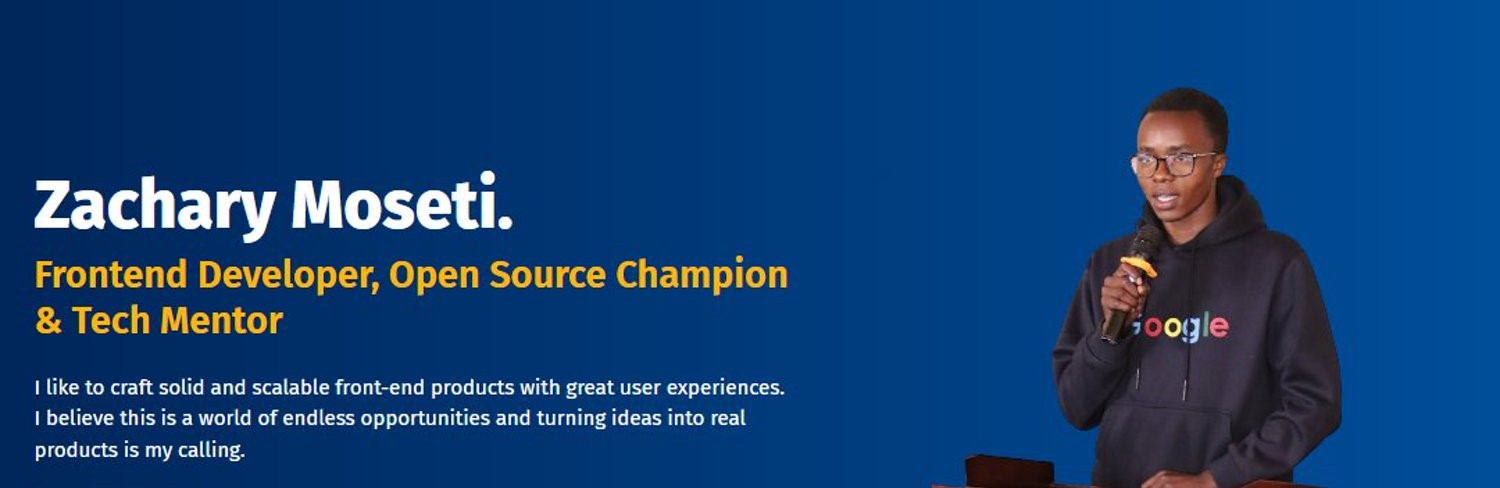 Zachary Moseti.
Frontend Developer, Open Source Champion
& Tech Mentor
I like to craft solid and scalable front-end products with great user experiences.
I believe this is a world of endless opportunities and turning ideas into real
products is my calling.
Google